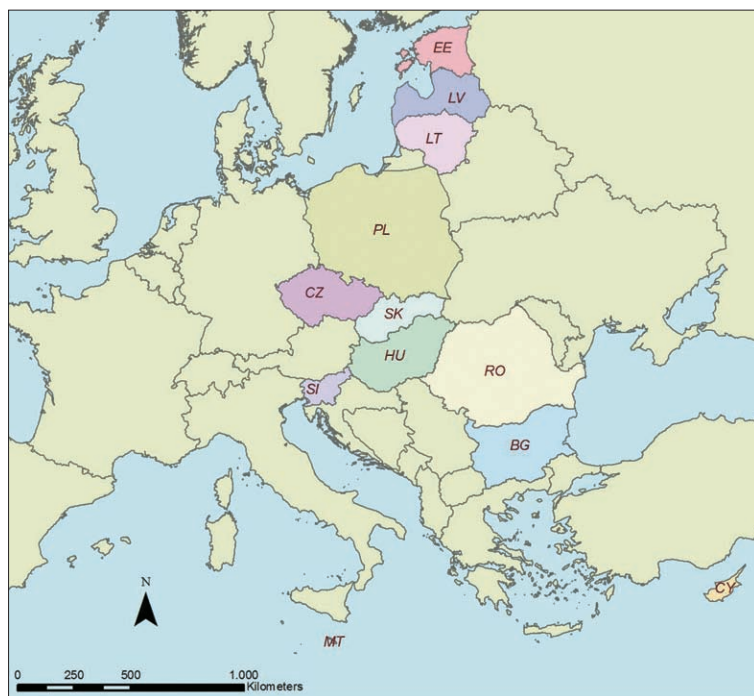 EE
LV
LT
PL
CZ
SK
HU
RO
SI
BG
CY
N
MT
0 250 500 1.000
Kilometers